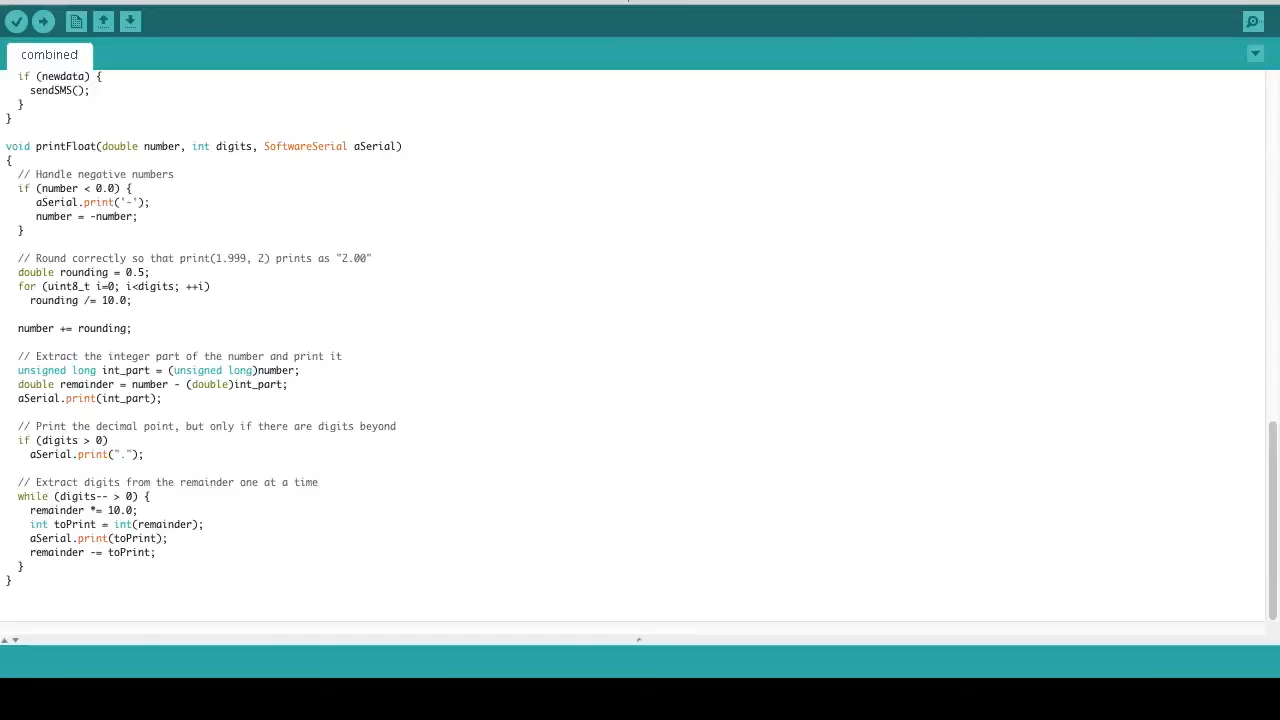 combined
if (newdata) {
sendSMS();
}
}
void printFloat(double number, int digits, SoftwareSerial aSerial)
{
// Handle negative numbers
if (number < 0.0) {
aSerial.print('-');
number = -number;
}
// Round correctly so that print(1.999, 2) prints as "2.00"
double rounding = 0.5;
for (uint8_t i=0; i<digits; ++i)
rounding /= 10.0;
number += rounding;
// Extract the integer part of the number and print it
unsigned long int_part = (unsigned long)number;
double remainder = number - (double)int_part;
aSerial.print(int_part);
// Print the decimal point, but only if there are digits beyond
if (digits > 0)
aSerial.print(".");
// Extract digits from the remainder one at a time
while (digits-- > 0) {
remainder *= 10.0;
int toPrint = int(remainder);
aSerial.print(toPrint);
remainder -= toPrint;
}
}